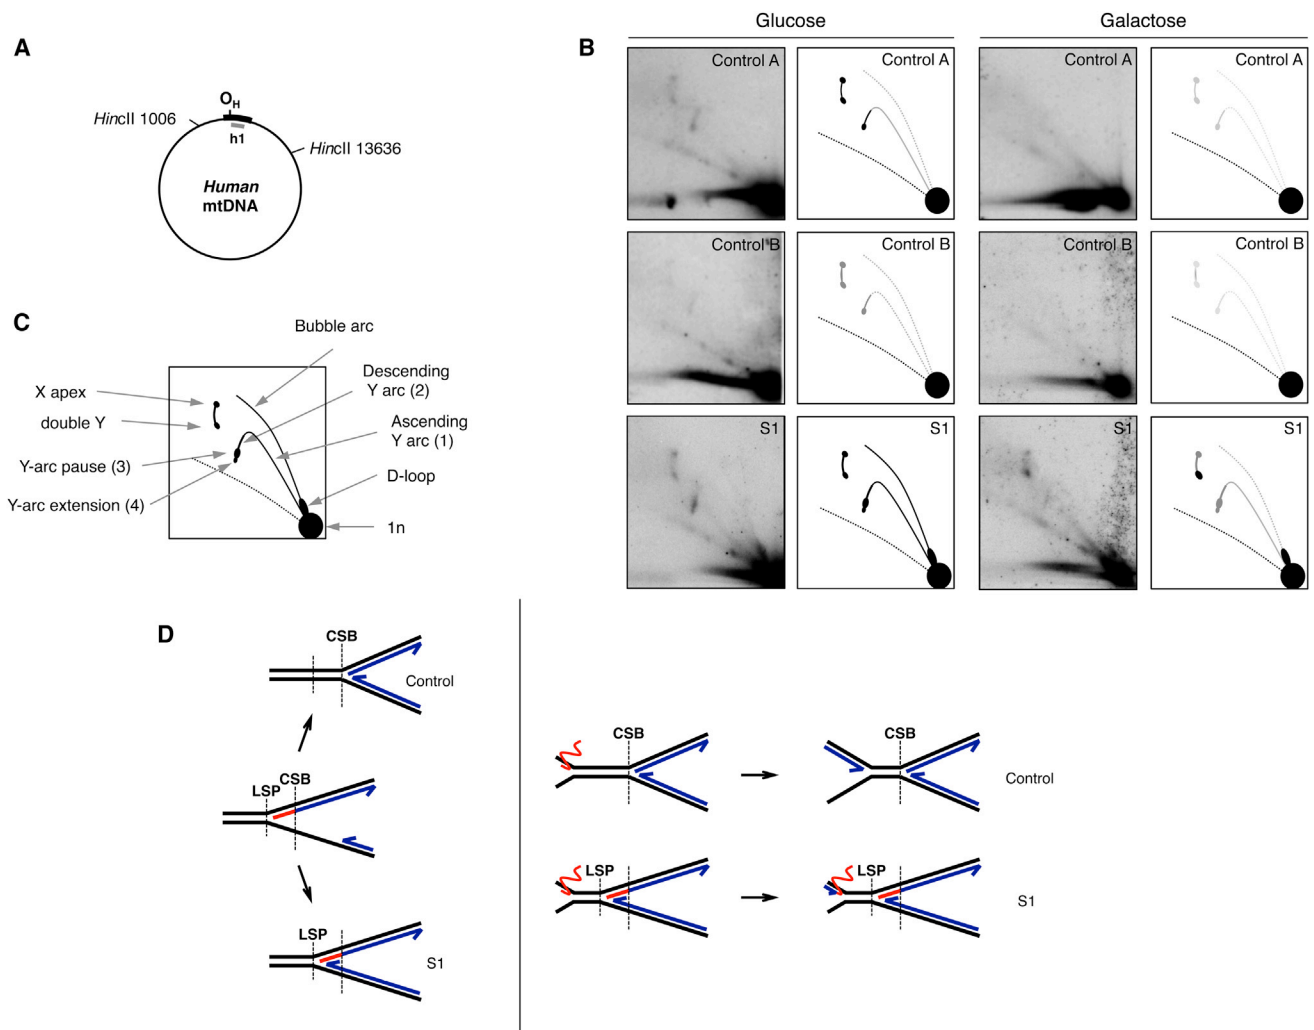 A
OH
HincII 1006
h1
HincII 13636
Human
mtDNA
B
Glucose
Galactose
Control A
Control A
Control A
Control A
Control B
Control B
Control B
Control B
S1
S1
S1
S1
C
Bubble arc
Descending
Y arc (2)
X apex
Ascending
Y arc (1)
double Y
Y-arc pause (3)
D-loop
Y-arc extension (4)
1n
D
CSB
Control
LSP
CSB
LSP
S1
CSB
CSB
Control
LSP
LSP
S1